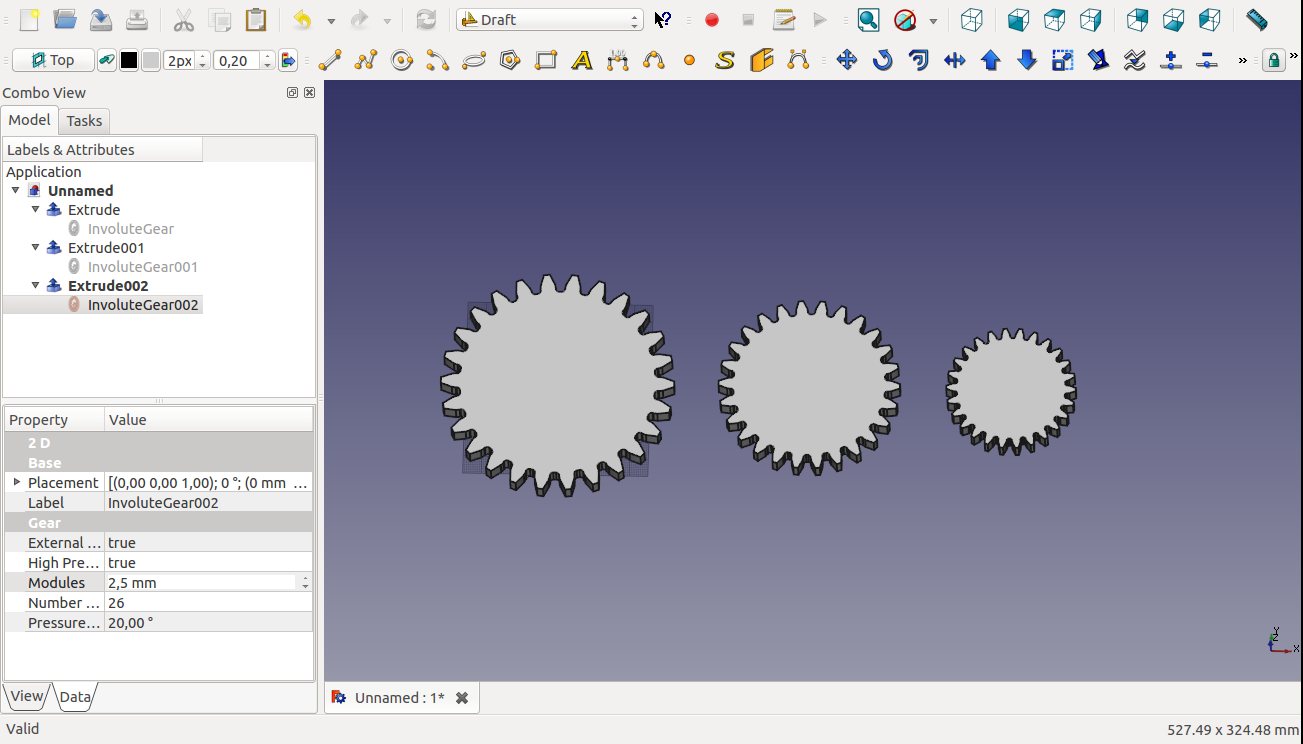 Draft
Top
2px
0,20
A
S
»
»
Combo View
Model
Tasks
Labels & Attributes
Application
Unnamed
Extrude
InvoluteGear
Extrude001
InvoluteGear001
Extrude002
InvoluteGear002
Property
Value
2 D
Base
Placement
[(0,00 0,00 1,00); 0 °; (0 mm ...
Label
InvoluteGear002
Gear
External ...
true
High Pre...
true
Modules
2,5 mm
Number ...
26
Pressure...
20,00 °
View
Data
Y
Z
X
Unnamed : 1*
Valid
527.49 x 324.48 mm